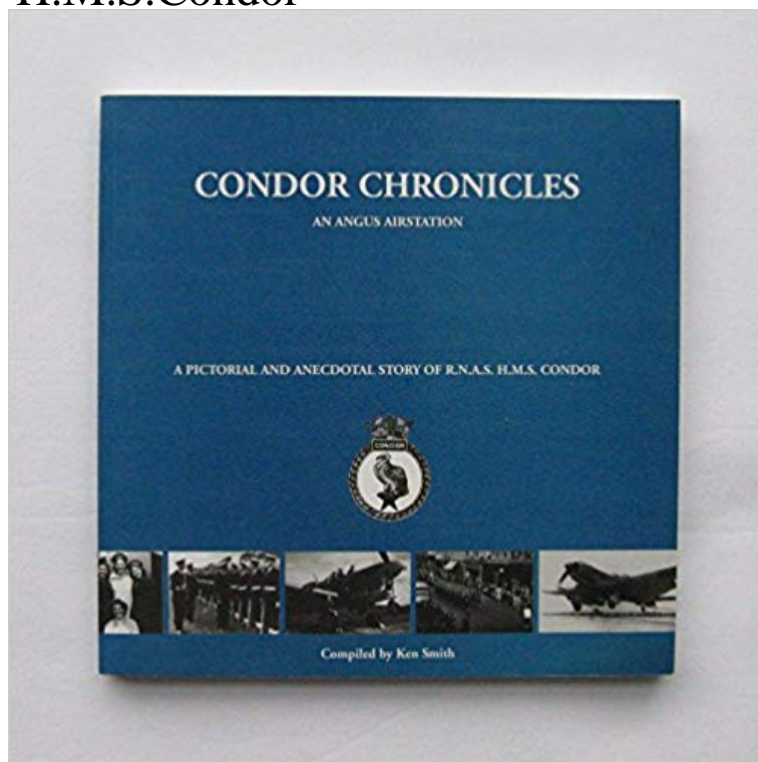 H.M.S.Condor
CONDOR CHRONICLES
AN ANGUS AIRSTATION
A PICTORIAL AND ANECDOTAL STORY OF R.N.A.S. H.M.S. CONDOR
CONDOR
Compiled by Ken Smith